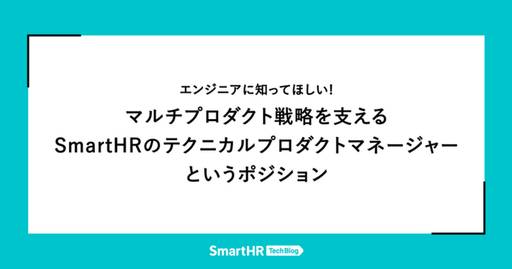 エンジニアに知ってほしい!
マルチプロダクト戦略を支える
SmartHRのテクニカルプロダクトマネージャー
というポジション
SmartHR Tech Blog